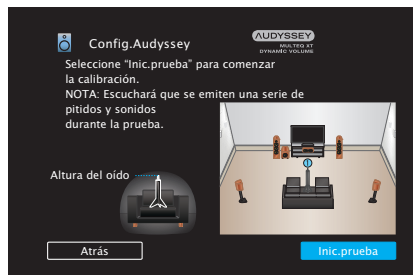 Config.Audyssey
AUDYSSEY
MULTEQ XT
DYNAMIC VOLUME
Seleccione “Inic.prueba” para comenzar
la calibración.
NOTA: Escuchará que se emiten una serie de
pitidos y sonidos
durante la prueba.
Altura del oído
Atrás
Inic.prueba